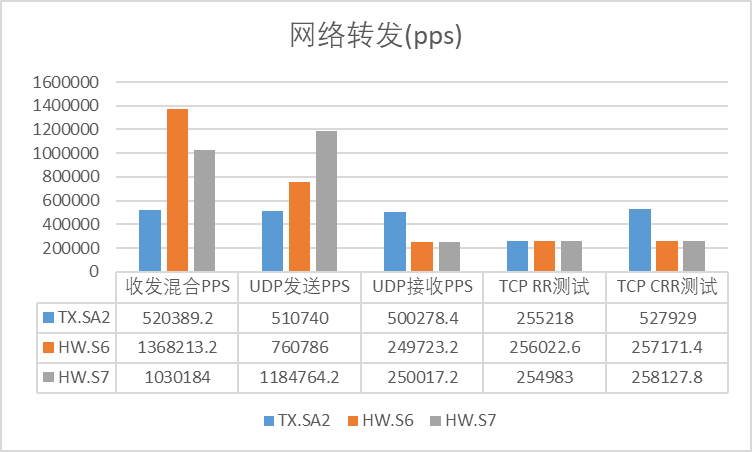 网络转发(pps)
1600000
1400000
1200000
1000000
800000
600000
400000
200000
0
收发混合PPS UDP发送PPS UDP接收PPS TCP RR测试 TCP CRR测试
TX.SA2 520389.2 510740 500278.4 255218 527929
HW.S6 1368213.2 760786 249723.2 256022.6 257171.4
HW.S7 1030184 1184764.2 250017.2 254983 258127.8
TX.SA2 HW.S6 HW.S7